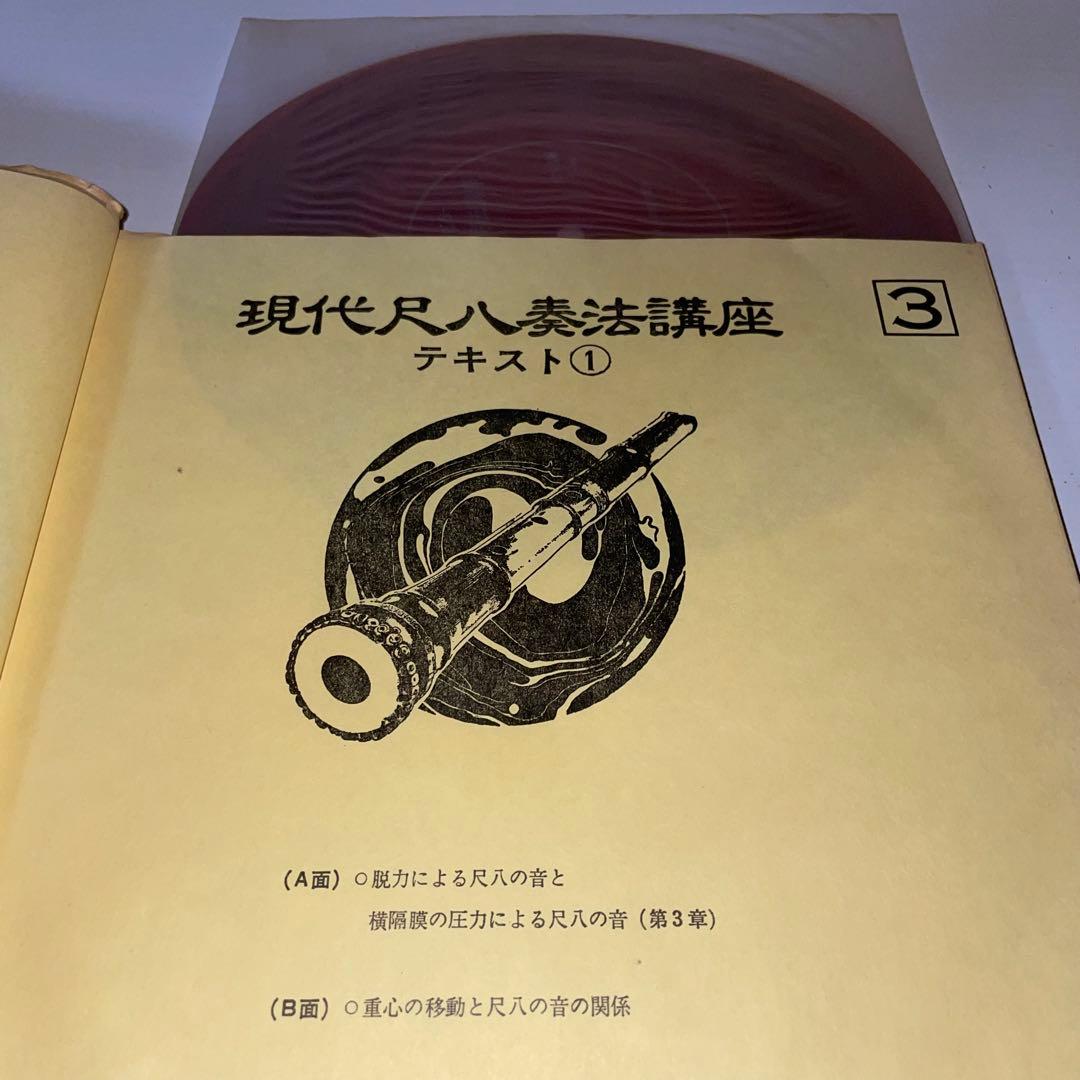 現代尺八奏法講座
3
テキスト①
(A面) ○脱力による尺八の音と
横隔膜の圧力による尺八の音 (第3章)
(B面) ○重心の移動と尺八の音の関係